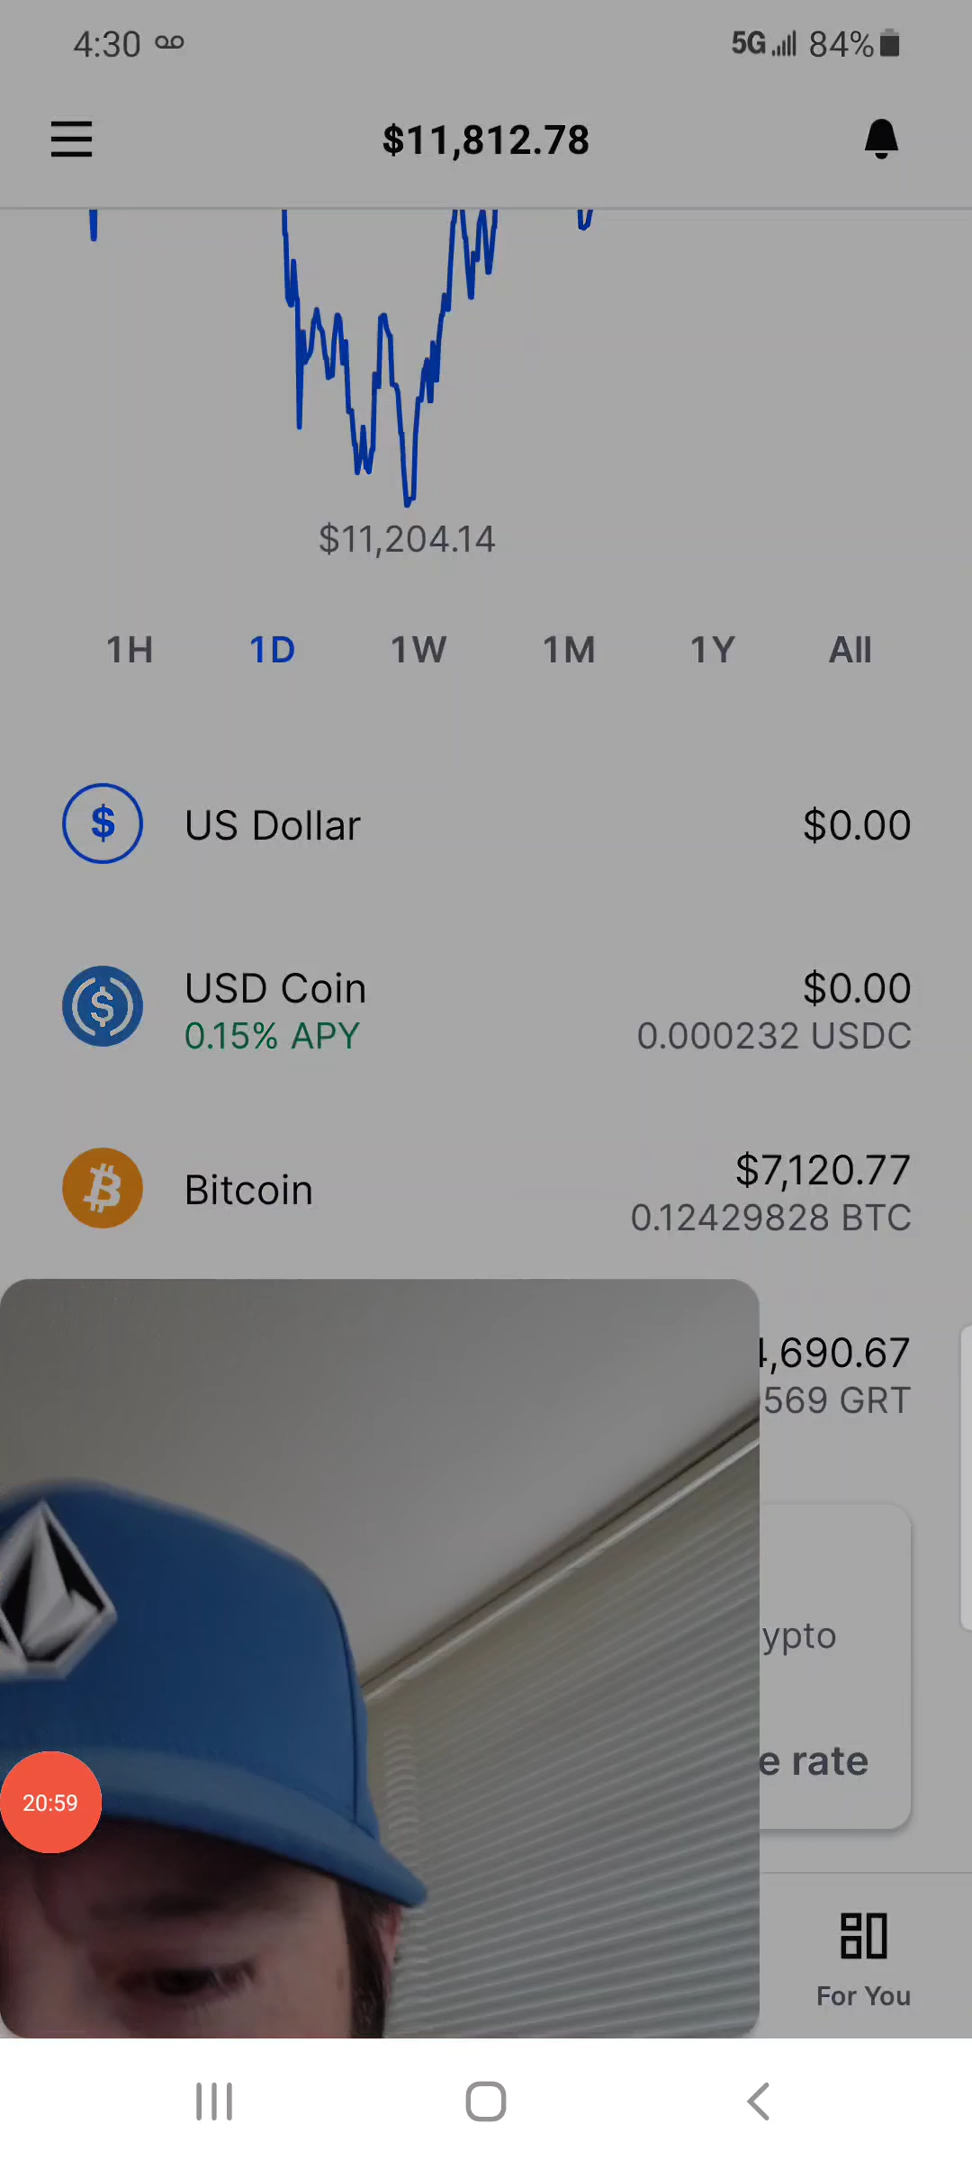 4:30 5G 84%
$11,812.78
$11,204.14
1H 1D 1W 1M 1Y All
US Dollar $0.00
USD Coin $0.00
0.15% APY 0.000232 USDC
Bitcoin $7,120.77
0.12429828 BTC
,690.67
569 GRT
ypto
e rate
20:59
For You